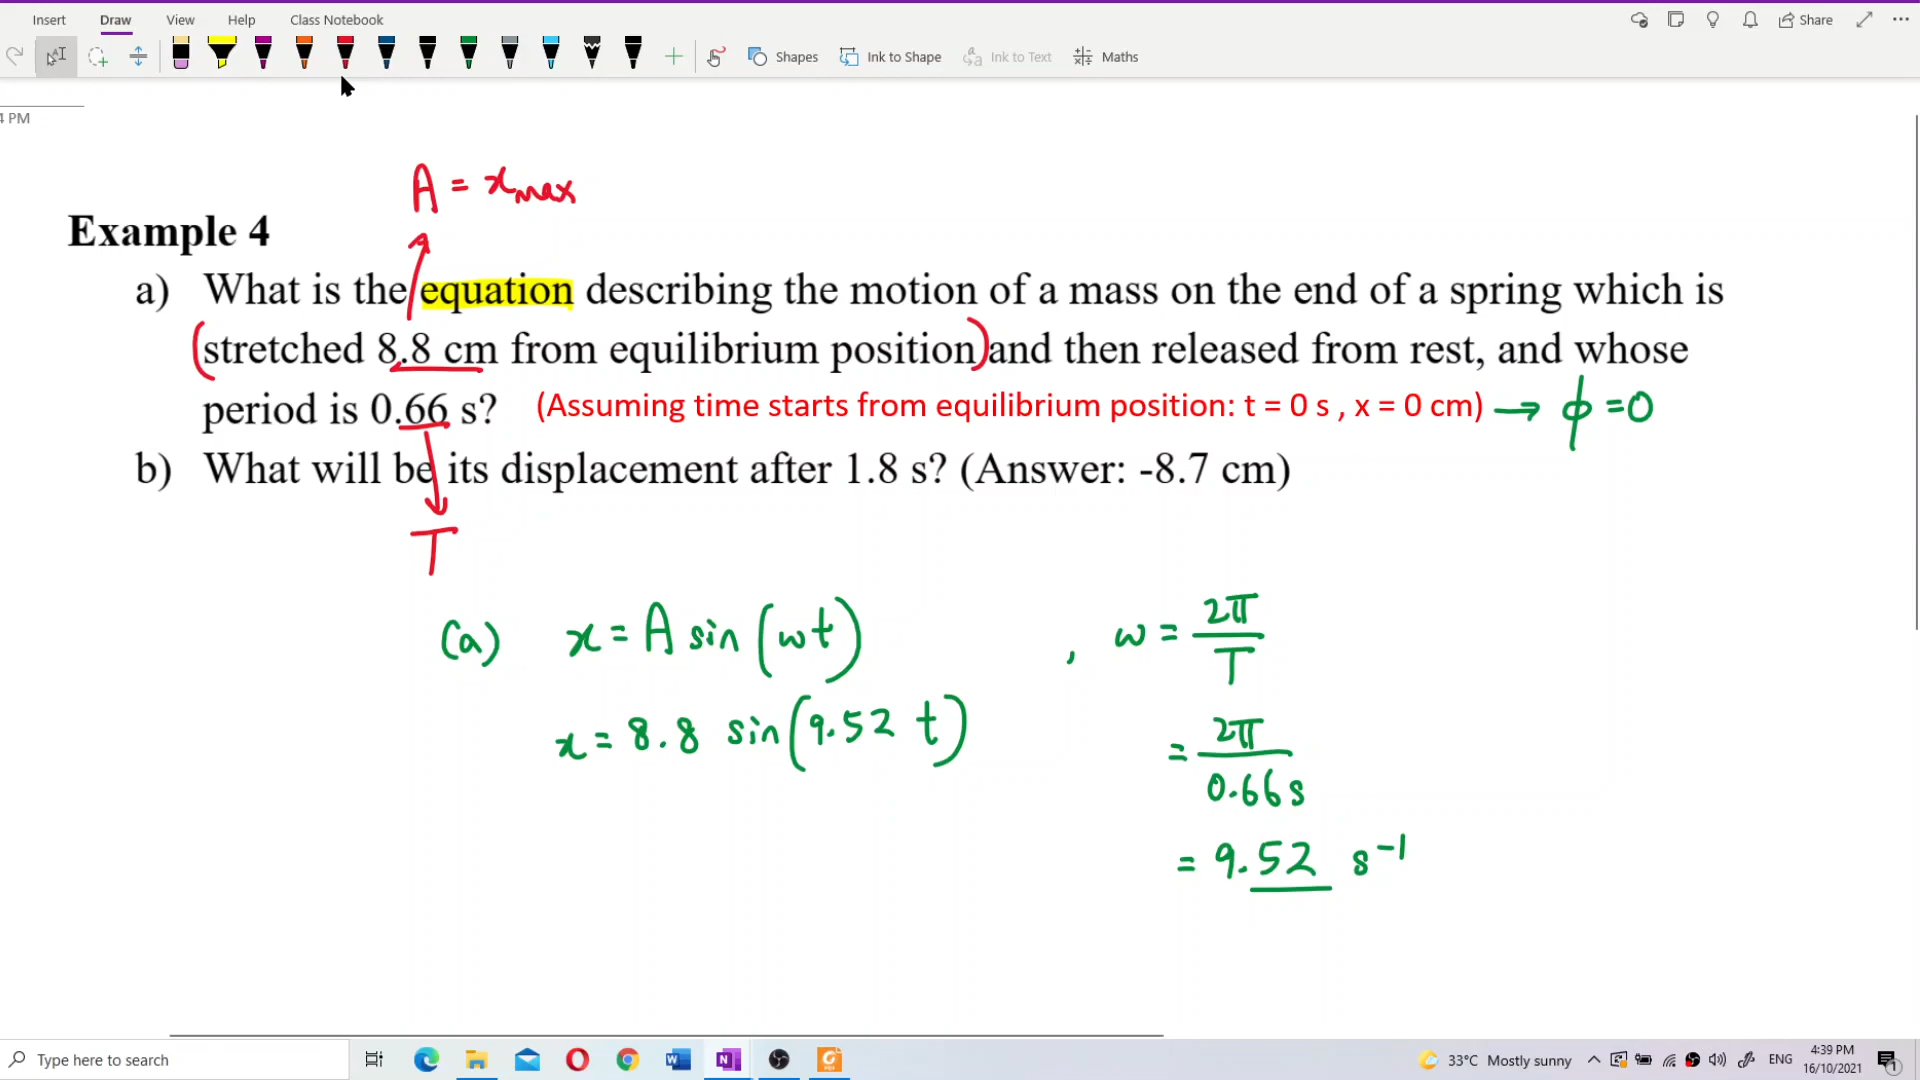 Insert Draw View Help Class Notebook Share
Shapes Ink to Shape Ink to Text Maths
4 PM
A = xmax
Example 4
a) What is the equation describing the motion of a mass on the end of a spring which is
(stretched 8.8 cm from equilibrium position) and then released from rest, and whose
period is 0.66 s? (Assuming time starts from equilibrium position: t = 0 s , x = 0 cm) → ϕ = 0
b) What will be its displacement after 1.8 s? (Answer: -8.7 cm)
T
(a) x = A sin (ωt) , ω = 2π/T
x = 8.8 sin (9.52 t) = 2π/0.66s
= 9.52 s⁻¹
Type here to search 33°C Mostly sunny ENG 4:39 PM
16/10/2021